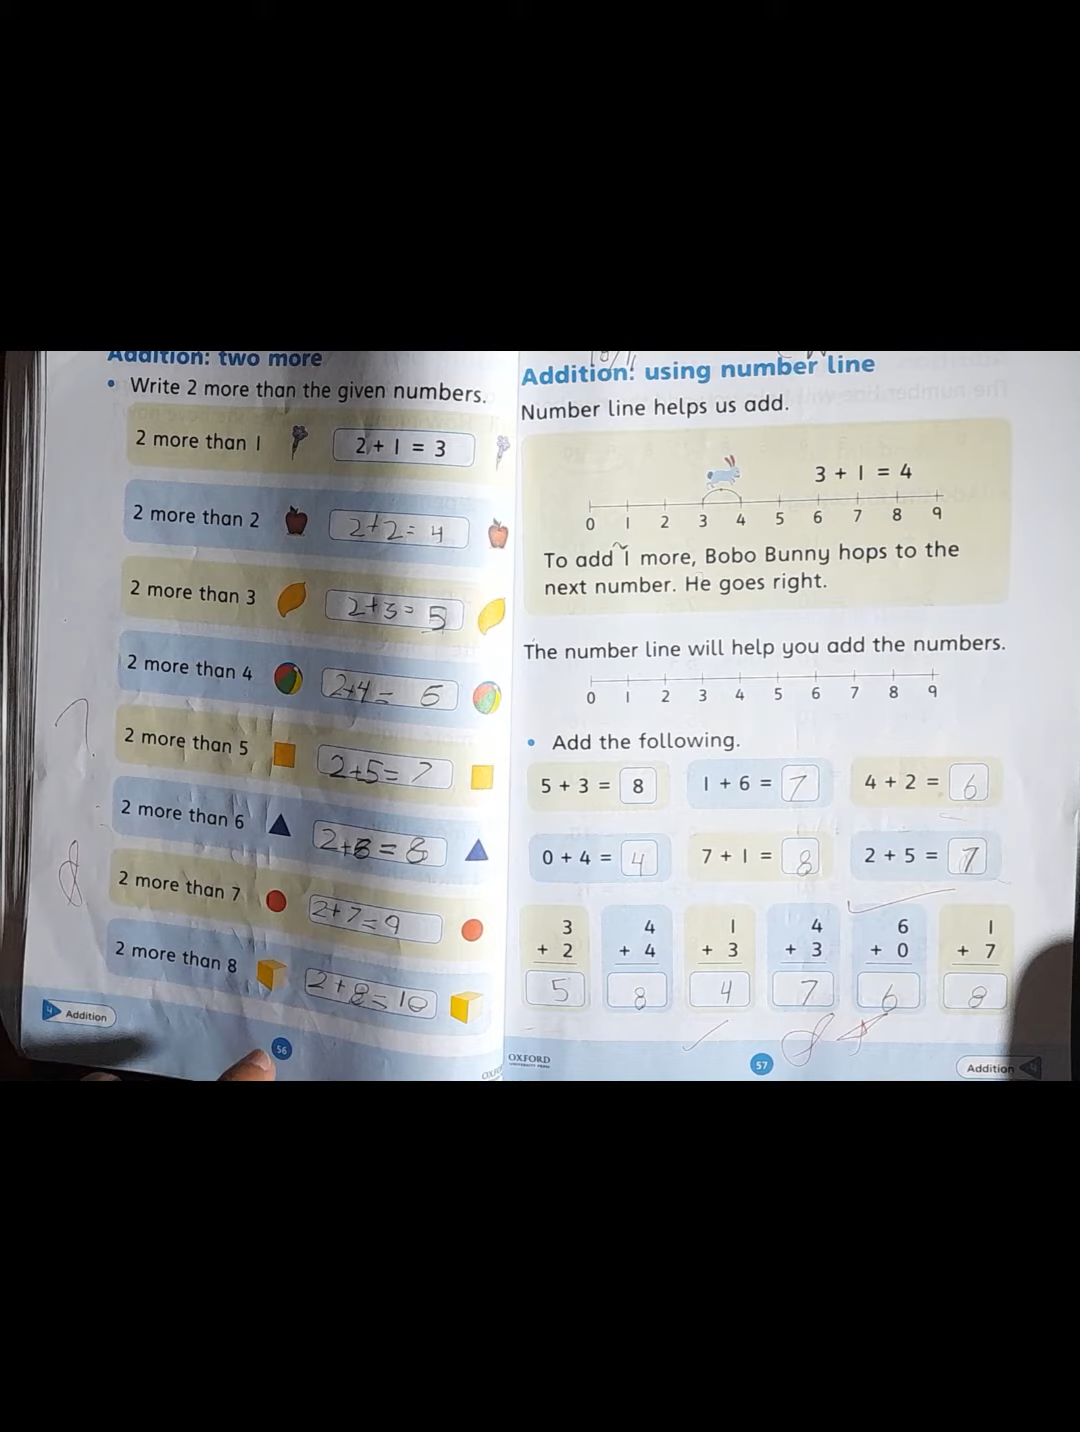 Addition: two more
Write 2 more than the given numbers.
2 more than 1
2 + 1 = 3
2 more than 2
2+2=4
2 more than 3
2+3=5
2 more than 4
2+4=6
2 more than 5
2+5=7
2 more than 6
2+6=8
2 more than 7
2+7=9
2 more than 8
2+8=10
4 Addition
56
Addition: using number line
Number line helps us add.
3 + 1 = 4
0 1 2 3 4 5 6 7 8 9
To add 1 more, Bobo Bunny hops to the
next number. He goes right.
The number line will help you add the numbers.
0 1 2 3 4 5 6 7 8 9
Add the following.
5 + 3 = 8
1 + 6 = 7
4 + 2 = 6
0 + 4 = 4
7 + 1 = 8
2 + 5 = 7
3 4 1 4 6 1
+ 2 + 4 + 3 + 3 + 0 + 7
5 8 4 7 6 8
OXFORD
UNIVERSITY PRESS
57
Addition